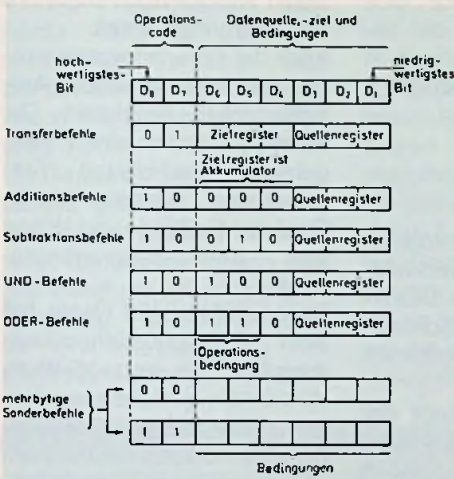 Operations-
code
Datenquelle,-ziel und
Bedingungen
hoch-
wertigstes-
Bit
niedrig-
wertigstes
Bit
D8 D7 D6 D5 D4 D3 D2 D1
Transferbefehle 0 1 Zielregister Quellenregister
Zielregister ist
Akkumulator
Additionsbefehle 1 0 0 0 0 Quellenregister
Subtraktionsbefehle 1 0 0 1 0 Quellenregister
UND-Befehle 1 0 1 0 0 Quellenregister
ODER-Befehle 1 0 1 1 0 Quellenregister
Operations-
bedingung
mehrbytige
Sonderbefehle
0 0
1 1
Bedingungen